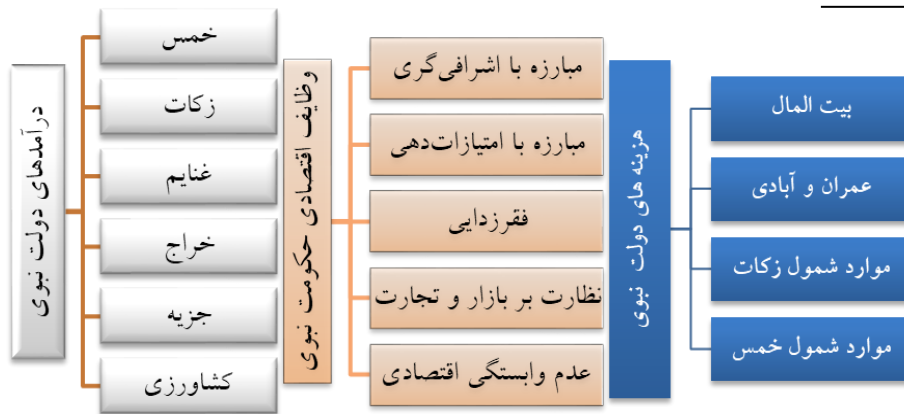 درآمدهای دولت نبوی
خمس
زکات
غنایم
خراج
جزیه
کشاورزی
وظایف اقتصادی حکومت نبوی
مبارزه با اشرافی‌گری
مبارزه با امتیازات‌دهی
فقرزدایی
نظارت بر بازار و تجارت
عدم وابستگی اقتصادی
هزینه های دولت نبوی
بیت المال
عمران و آبادی
موارد شمول زکات
موارد شمول خمس